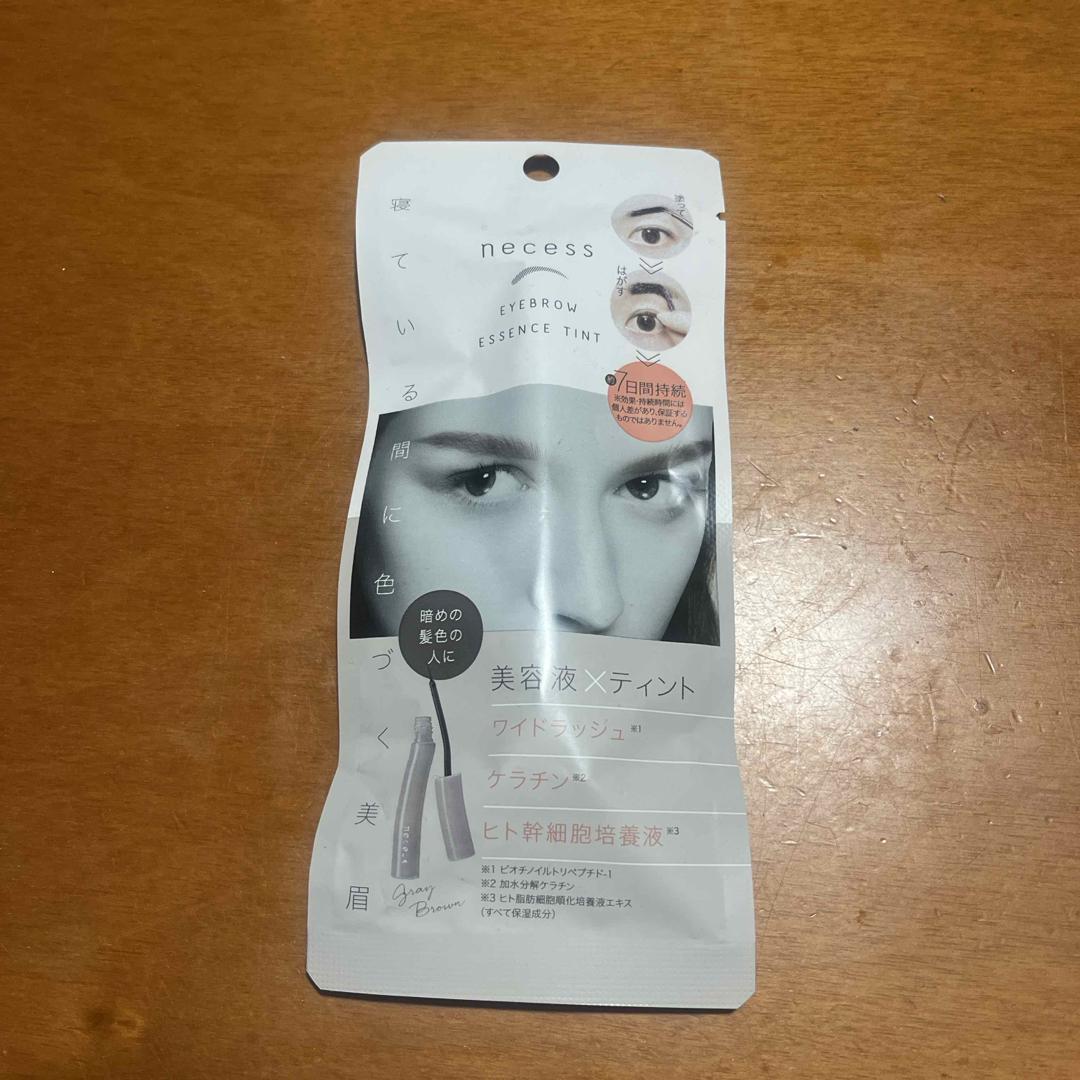 寝ている間に色づく美眉
necess
EYEBROW
ESSENCE TINT
塗って
はがす
約7日間持続
※効果・持続時間には
個人差があり、保証する
ものではありません。
暗めの
髪色の
人に
美容液×ティント
ワイドラッシュ※1
ケラチン※2
ヒト幹細胞培養液※3
※1 ビオチノイルトリペプチド-1
※2 加水分解ケラチン
※3 ヒト脂肪細胞順化培養液エキス
(すべて保湿成分)
necess
Gray
Brown